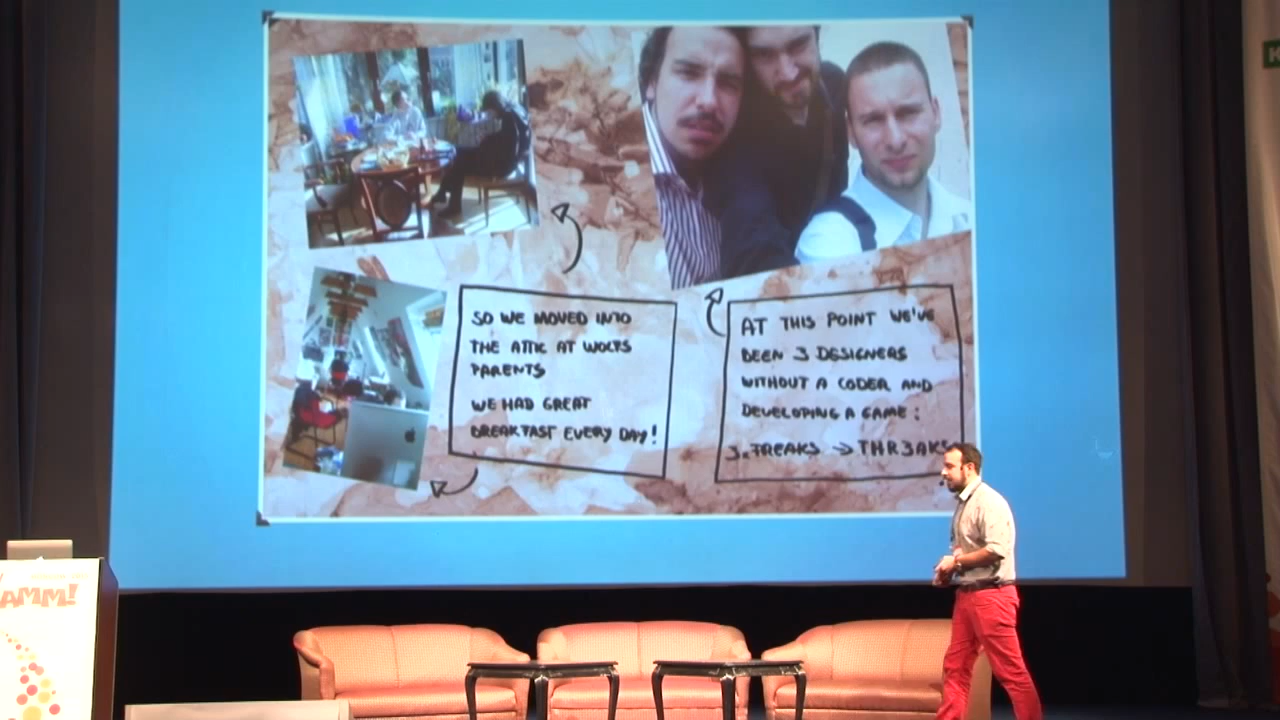 SO WE MOVED INTO
THE ATTIC AT WOLFS
PARENTS
WE HAD GREAT
BREAKFAST EVERY DAY!
AT THIS POINT WE'VE
BEEN 3 DESIGNERS
WITHOUT A CODER AND
DEVELOPING A GAME:
3.FREAKS → THR3AKS
AMM!